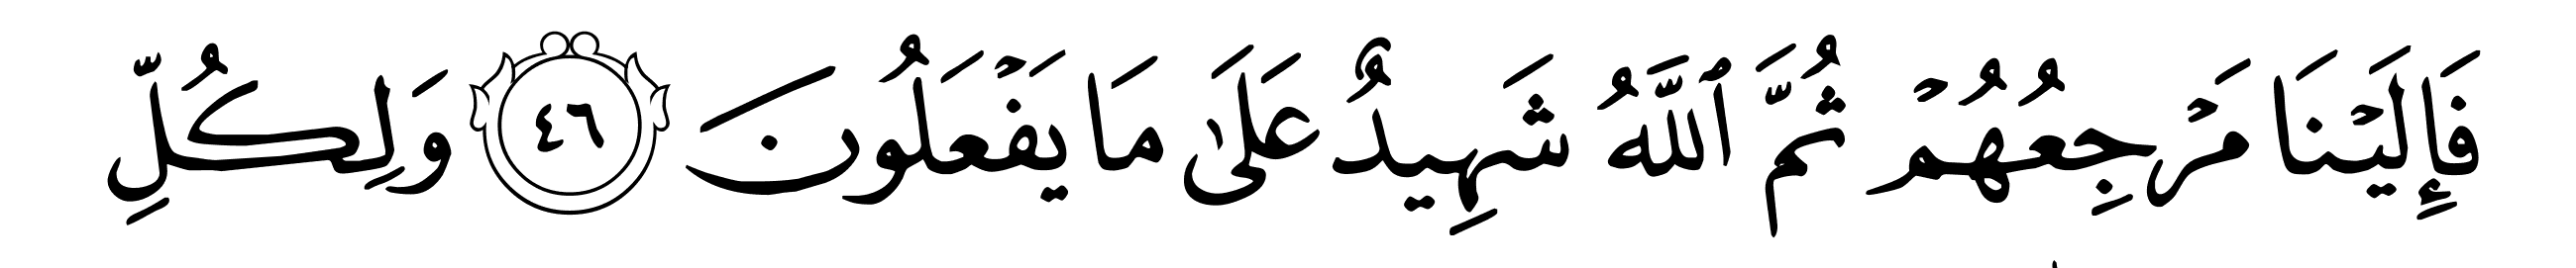 فَإِلَيْنَا مَرْجِعُهُمْ ثُمَّ ٱللَّهُ شَهِيدٌ عَلَىٰ مَا يَفْعَلُونَ ٤٦ وَلِكُلِّ